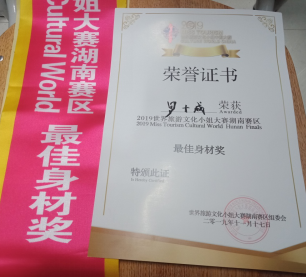 姐大赛湖南赛区
Cultural World
最佳身材奖
荣誉证书
荣获
Awarded
2019世界旅游文化小姐大赛湖南赛区
2019 Miss Tourism Cultural World Hunan Finals
最佳身材奖
特颁此证
世界旅游文化小姐大赛湖南赛区组委会
二零一九年十一月十七日